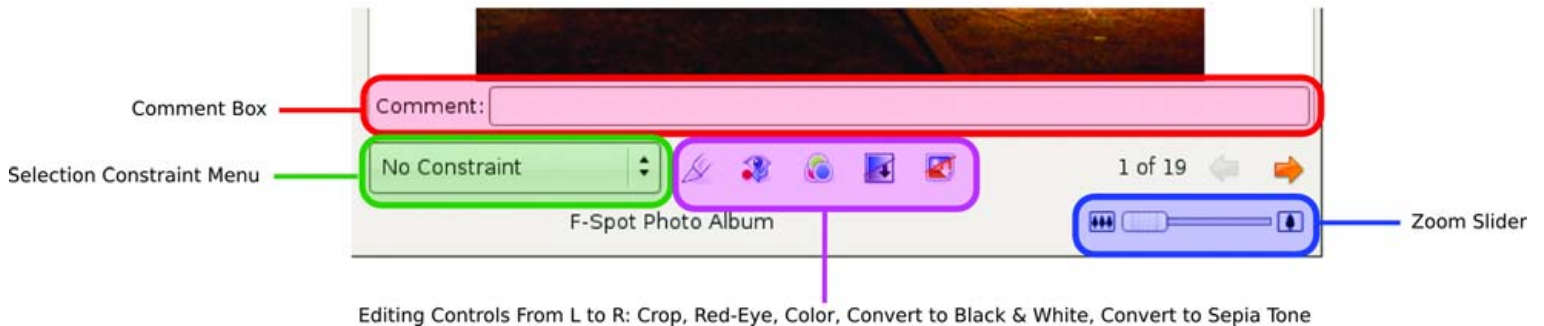 Comment Box
Comment:
Selection Constraint Menu
No Constraint
1 of 19
F-Spot Photo Album
Zoom Slider
Editing Controls From L to R: Crop, Red-Eye, Color, Convert to Black & White, Convert to Sepia Tone